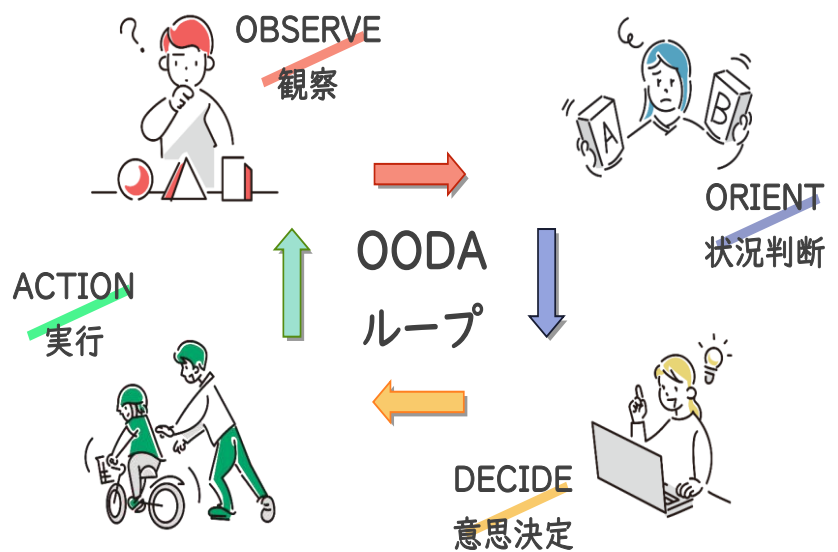 ?
OBSERVE
観察
A
B
ORIENT
状況判断
OODA
ループ
ACTION
実行
DECIDE
意思決定